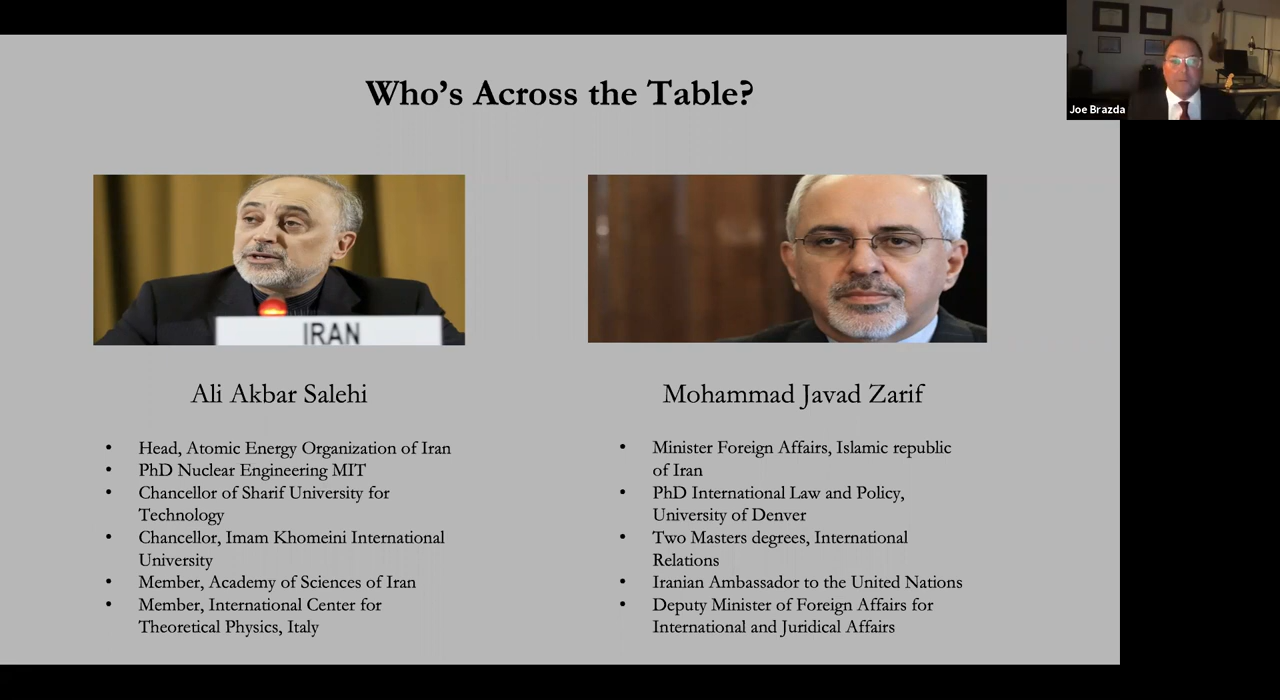 Who's Across the Table?
Joe Brazda
IRAN
Ali Akbar Salehi
• Head, Atomic Energy Organization of Iran
• PhD Nuclear Engineering MIT
• Chancellor of Sharif University for
Technology
• Chancellor, Imam Khomeini International
University
• Member, Academy of Sciences of Iran
• Member, International Center for
Theoretical Physics, Italy
Mohammad Javad Zarif
• Minister Foreign Affairs, Islamic republic
of Iran
• PhD International Law and Policy,
University of Denver
• Two Masters degrees, International
Relations
• Iranian Ambassador to the United Nations
• Deputy Minister of Foreign Affairs for
International and Juridical Affairs